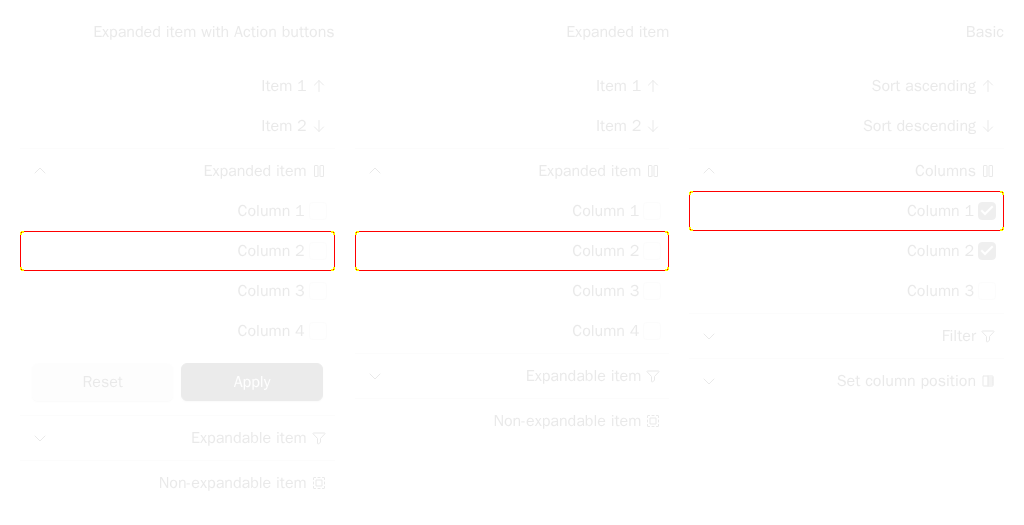 Expanded item with Action buttons
Item 1
Item 2
Expanded item
Column 1
Column 2
Column 3
Column 4
Reset
Apply
Expandable item
Non-expandable item
Expanded item
Item 1
Item 2
Expanded item
Column 1
Column 2
Column 3
Column 4
Expandable item
Non-expandable item
Basic
Sort ascending
Sort descending
Columns
Column 1
Column 2
Column 3
Filter
Set column position